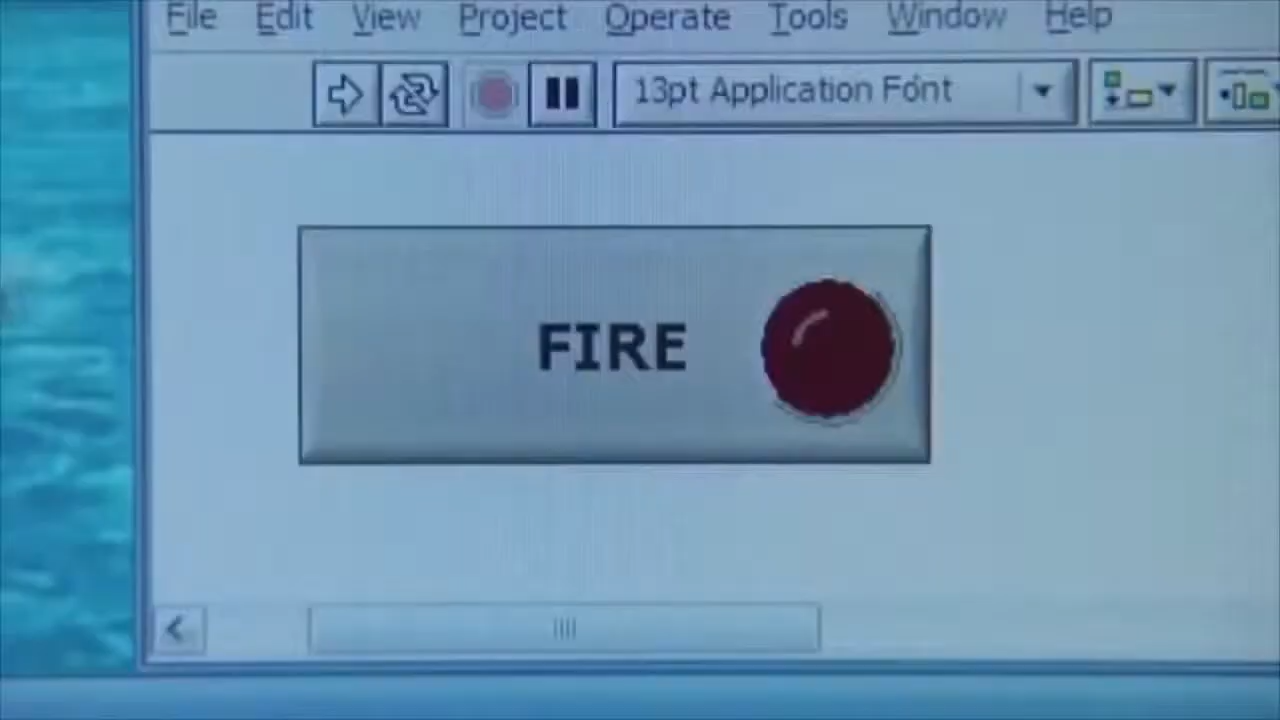 File Edit View Project Operate Tools Window Help
13pt Application Font
FIRE